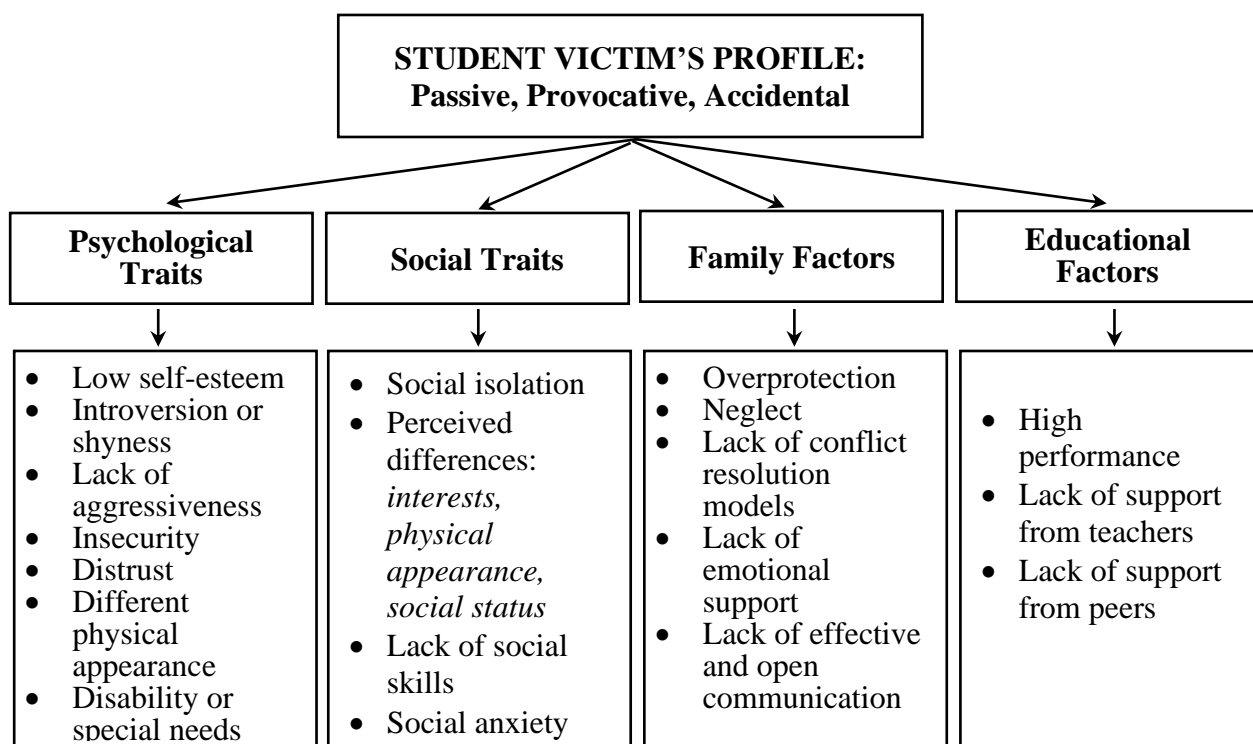 STUDENT VICTIM’S PROFILE:
Passive, Provocative, Accidental
Psychological
Traits
Social Traits
Family Factors
Educational
Factors
• Low self-esteem
• Introversion or
shyness
• Lack of
aggressiveness
• Insecurity
• Distrust
• Different
physical
appearance
• Disability or
special needs
• Social isolation
• Perceived
differences:
interests,
physical
appearance,
social status
• Lack of social
skills
• Social anxiety
• Overprotection
• Neglect
• Lack of conflict
resolution
models
• Lack of
emotional
support
• Lack of effective
and open
communication
• High
performance
• Lack of support
from teachers
• Lack of support
from peers